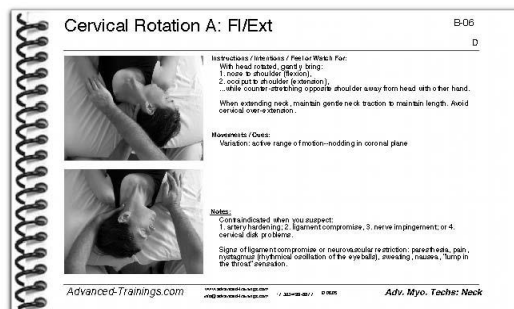 Cervical Rotation A: Fl/Ext
B-06
D
Instructions / Intentions / Feel or Watch For:
With head rotated, gently bring:
1. nose to shoulder (flexion),
2. occiput to shoulder (extension),
...while counter-stretching opposite shoulder away from head with other hand.
When extending neck, maintain gentle neck traction to maintain length. Avoid
cervical over-extension.
Movements / Cues:
Variation: active range of motion--nodding in coronal plane
Notes:
Contraindicated when you suspect:
1. artery hardening; 2. ligament compromise, 3. nerve impingement; or 4.
cervical disk problems.
Signs of ligament compromise or neurovascular restriction: paresthesia, pain,
nystagmus (rhythmical oscillation of the eyeballs), sweating, nausea, "lump in
the throat" sensation.
Advanced-Trainings.com
Adv. Myo. Techs: Neck